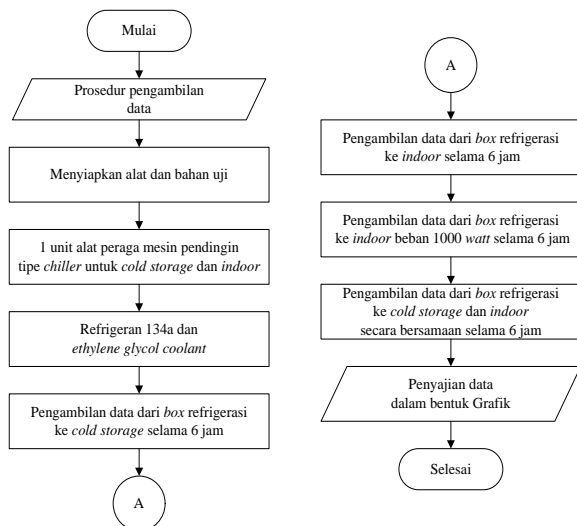 Mulai
Prosedur pengambilan
data
Menyiapkan alat dan bahan uji
1 unit alat peraga mesin pendingin
tipe chiller untuk cold storage dan indoor
Refrigeran 134a dan
ethylene glycol coolant
Pengambilan data dari box refrigerasi
ke cold storage selama 6 jam
A
A
Pengambilan data dari box refrigerasi
ke indoor selama 6 jam
Pengambilan data dari box refrigerasi
ke indoor beban 1000 watt selama 6 jam
Pengambilan data dari box refrigerasi
ke cold storage dan indoor
secara bersamaan selama 6 jam
Penyajian data
dalam bentuk Grafik
Selesai